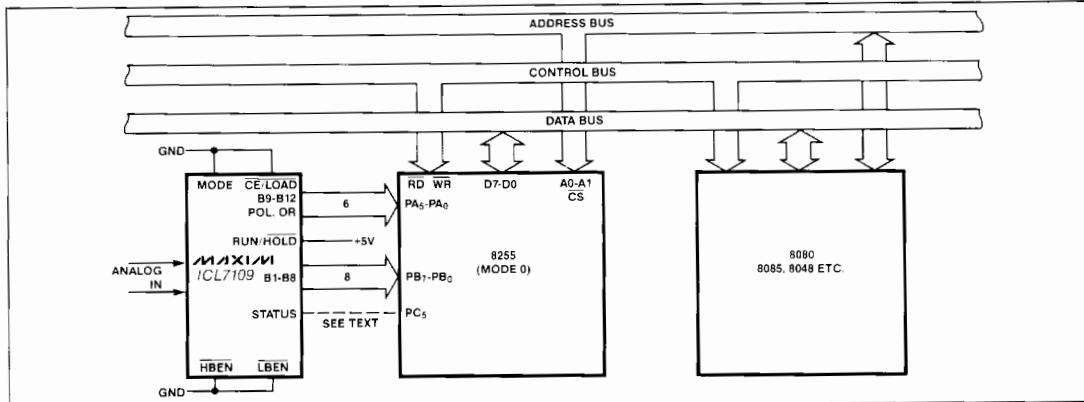 ADDRESS BUS
CONTROL BUS
DATA BUS
GND
MODE CE/LOAD
B9-B12
POL. OR
6
RUN/HOLD
+5V
MAXIM
ICL7109
B1-B8
8
ANALOG
IN
STATUS
SEE TEXT
HBEN LBEN
GND
RD WR D7-D0 A0-A1
CS
PA5-PA0
8255
(MODE 0)
PB7-PB0
PC5
8080
8085, 8048 ETC.